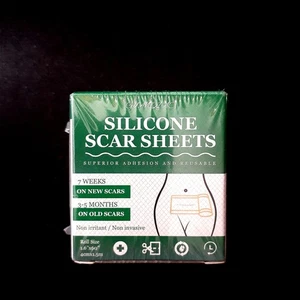 SILICONE
SCAR SHEETS
SUPERIOR ADHESION AND REUSABLE
7 WEEKS
ON NEW SCARS
3-5 MONTHS
ON OLD SCARS
Non irritant / Non invasive
Roll Size